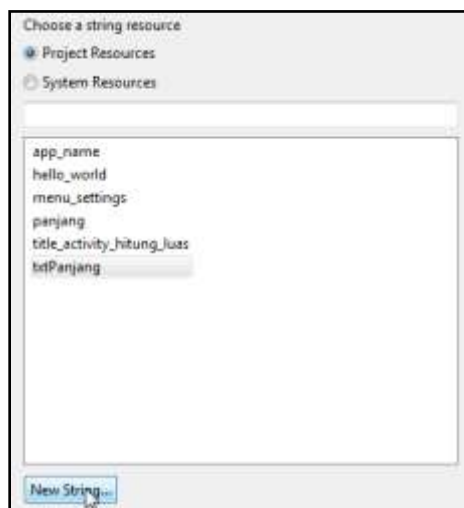 Choose a string resource
Project Resources
System Resources
app_name
hello_world
menu_settings
panjang
title_activity_hitung_luas
txtPanjang
New String...